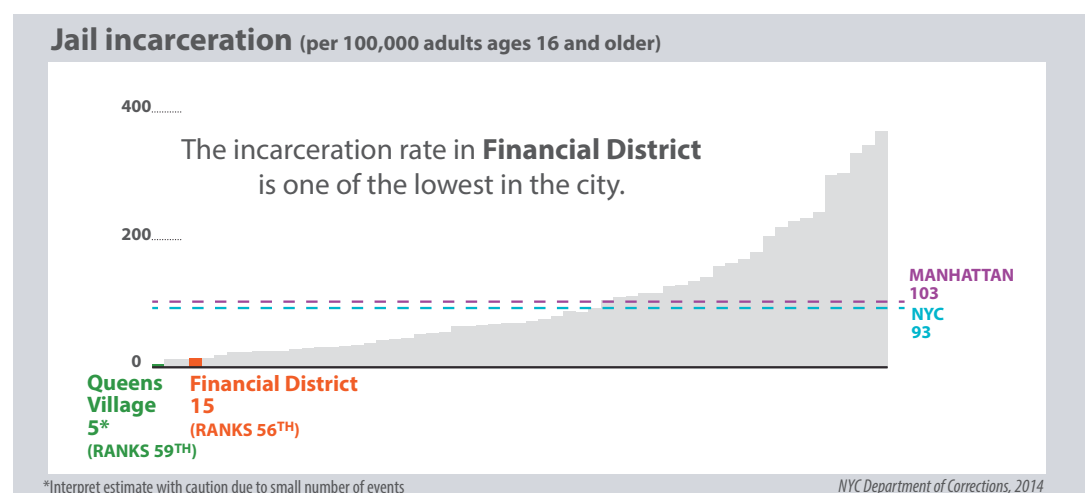 Jail incarceration (per 100,000 adults ages 16 and older)
400
The incarceration rate in Financial District
is one of the lowest in the city.
200
MANHATTAN
103
NYC
93
0
Queens
Village
5*
(RANKS 59TH)
Financial District
15
(RANKS 56TH)
*Interpret estimate with caution due to small number of events
NYC Department of Corrections, 2014